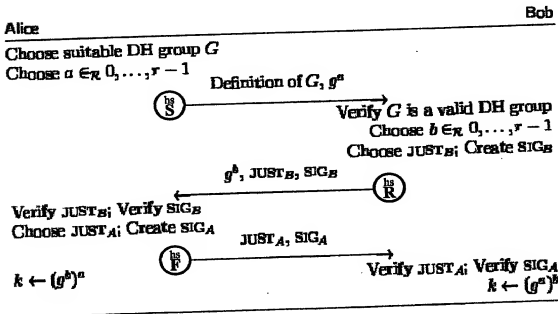 Alice Bob
Choose suitable DH group G
Choose a ∈_R 0, . . . , r − 1
hs S
Definition of G, g^a
Verify G is a valid DH group
Choose b ∈_R 0, . . . , r − 1
Choose JUST_B; Create SIG_B
g^b, JUST_B, SIG_B
hs R
Verify JUST_B; Verify SIG_B
Choose JUST_A; Create SIG_A
hs F
JUST_A, SIG_A
Verify JUST_A; Verify SIG_A
k ← (g^b)^a k ← (g^a)^b